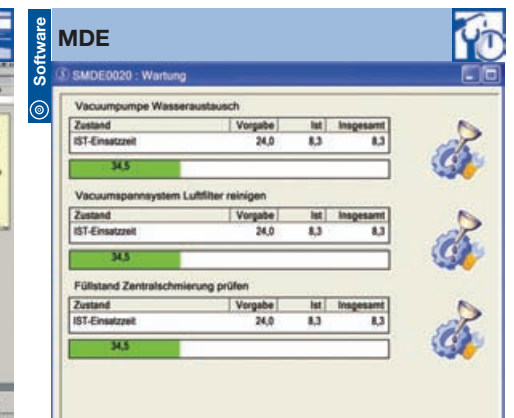 Software
MDE
SMDE0020 : Wartung
Vacuumpumpe Wasseraustausch
Zustand Vorgabe Ist Insgesamt
IST-Einsatzzeit 24,0 8,3 8,3
34,5
Vacuumspannsystem Luftfilter reinigen
Zustand Vorgabe Ist Insgesamt
IST-Einsatzzeit 24,0 8,3 8,3
34,5
Füllstand Zentralschmierung prüfen
Zustand Vorgabe Ist Insgesamt
IST-Einsatzzeit 24,0 8,3 8,3
34,5